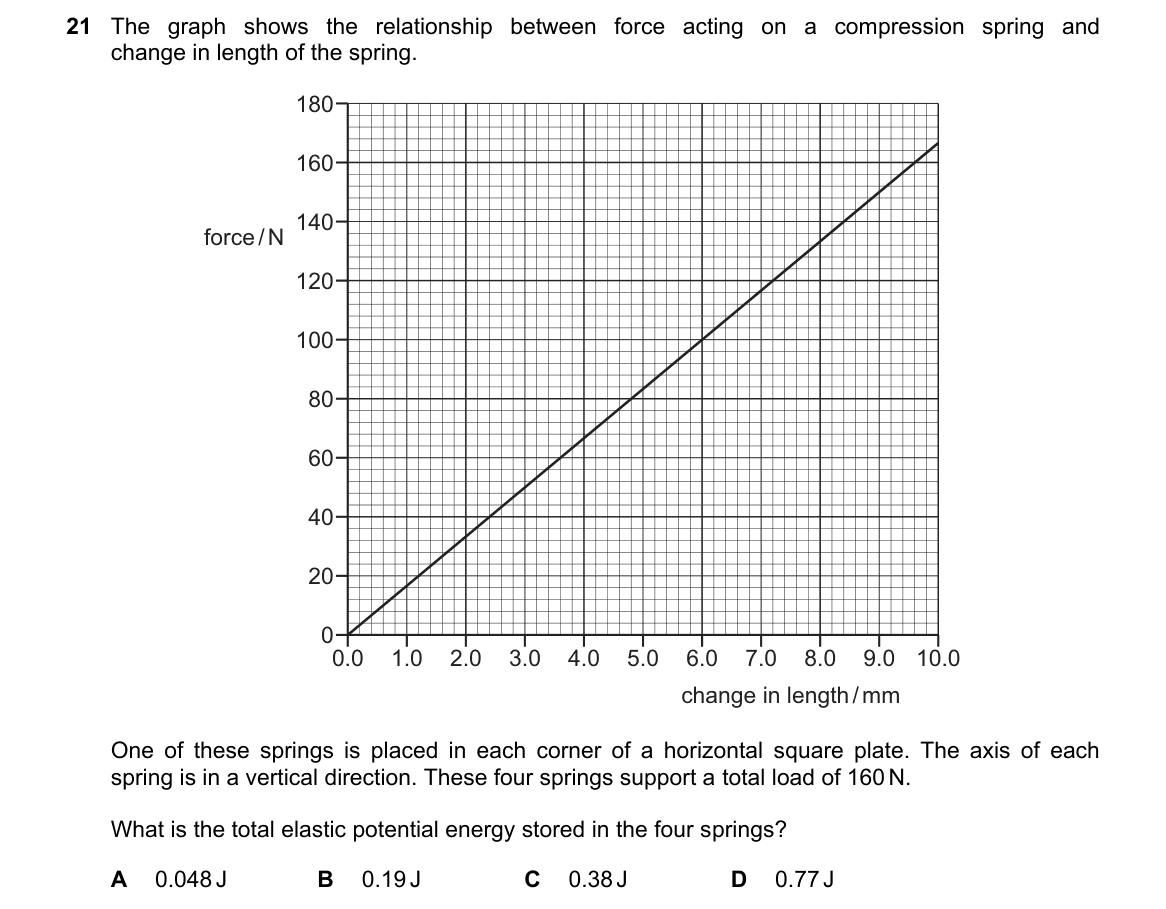 21 The graph shows the relationship between force acting on a compression spring and
change in length of the spring.
180
160
140
force/N
120
100
80
60
40
20
0
0.0 1.0 2.0 3.0 4.0 5.0 6.0 7.0 8.0 9.0 10.0
change in length/mm
One of these springs is placed in each corner of a horizontal square plate. The axis of each
spring is in a vertical direction. These four springs support a total load of 160 N.
What is the total elastic potential energy stored in the four springs?
A 0.048 J B 0.19 J C 0.38 J D 0.77 J